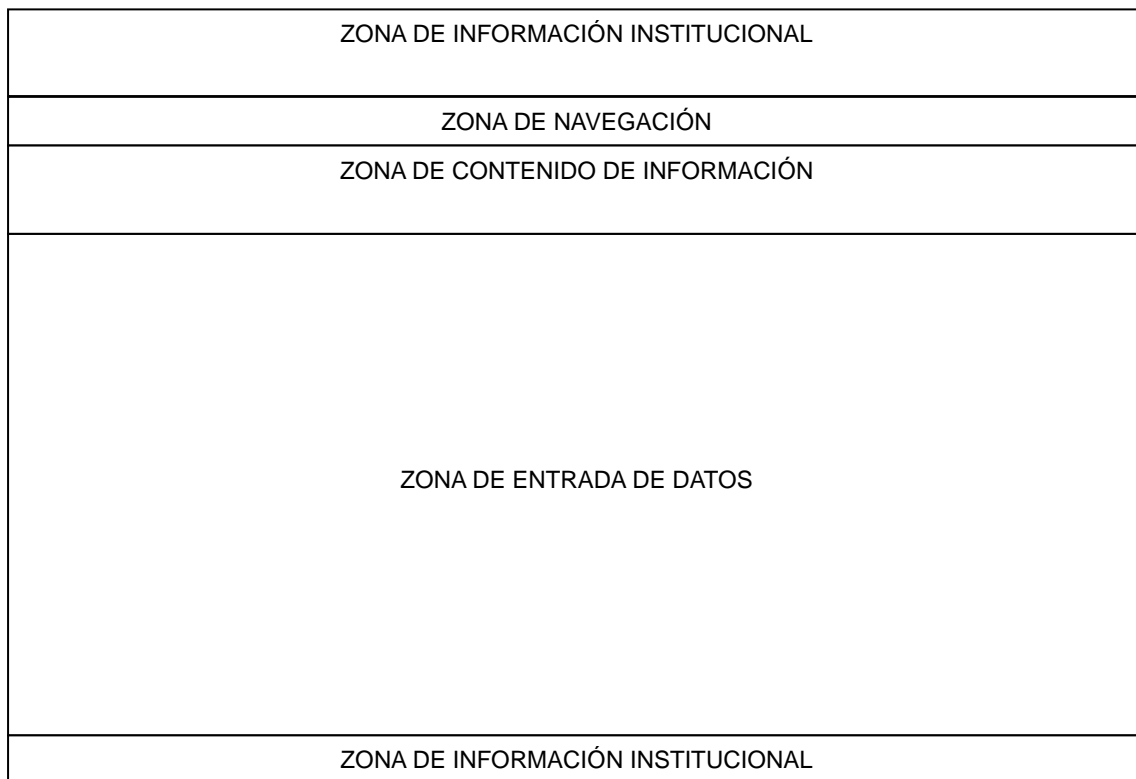 ZONA DE INFORMACIÓN INSTITUCIONAL
ZONA DE NAVEGACIÓN
ZONA DE CONTENIDO DE INFORMACIÓN
ZONA DE ENTRADA DE DATOS
ZONA DE INFORMACIÓN INSTITUCIONAL